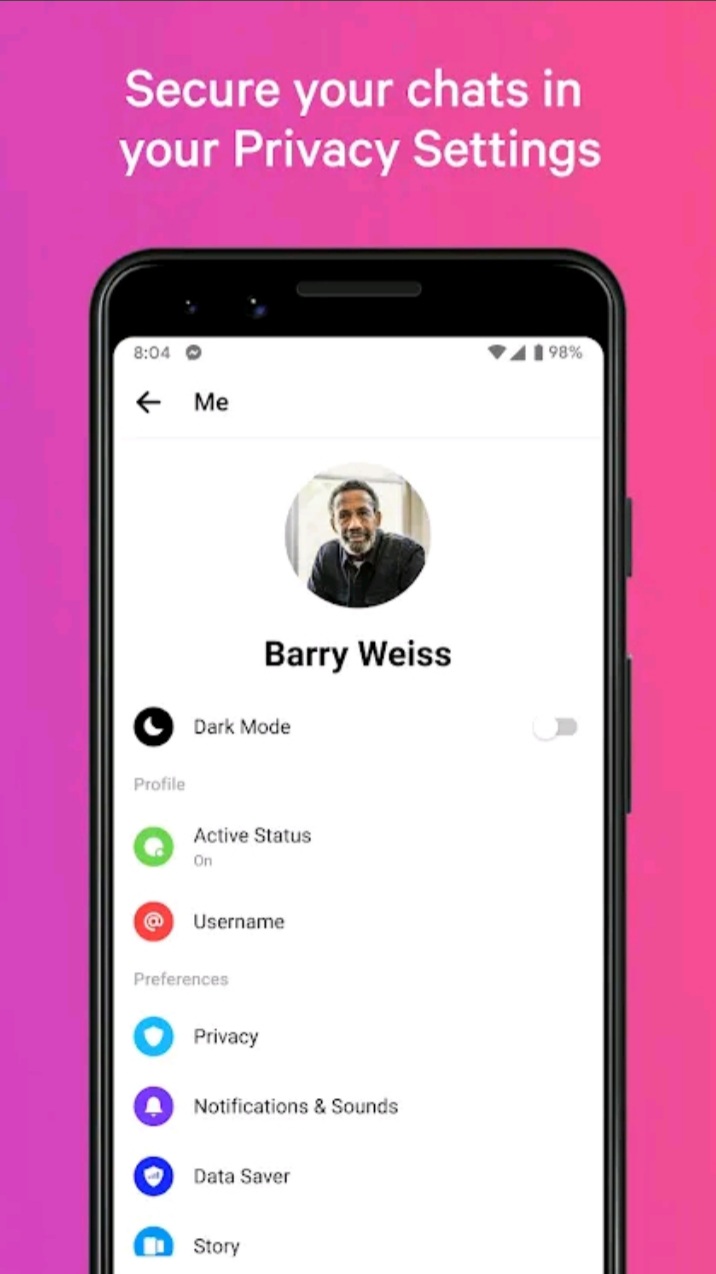 Secure your chats in
your Privacy Settings
8:04 98%
Me
Barry Weiss
Dark Mode
Profile
Active Status
On
Username
Preferences
Privacy
Notifications & Sounds
Data Saver
Story